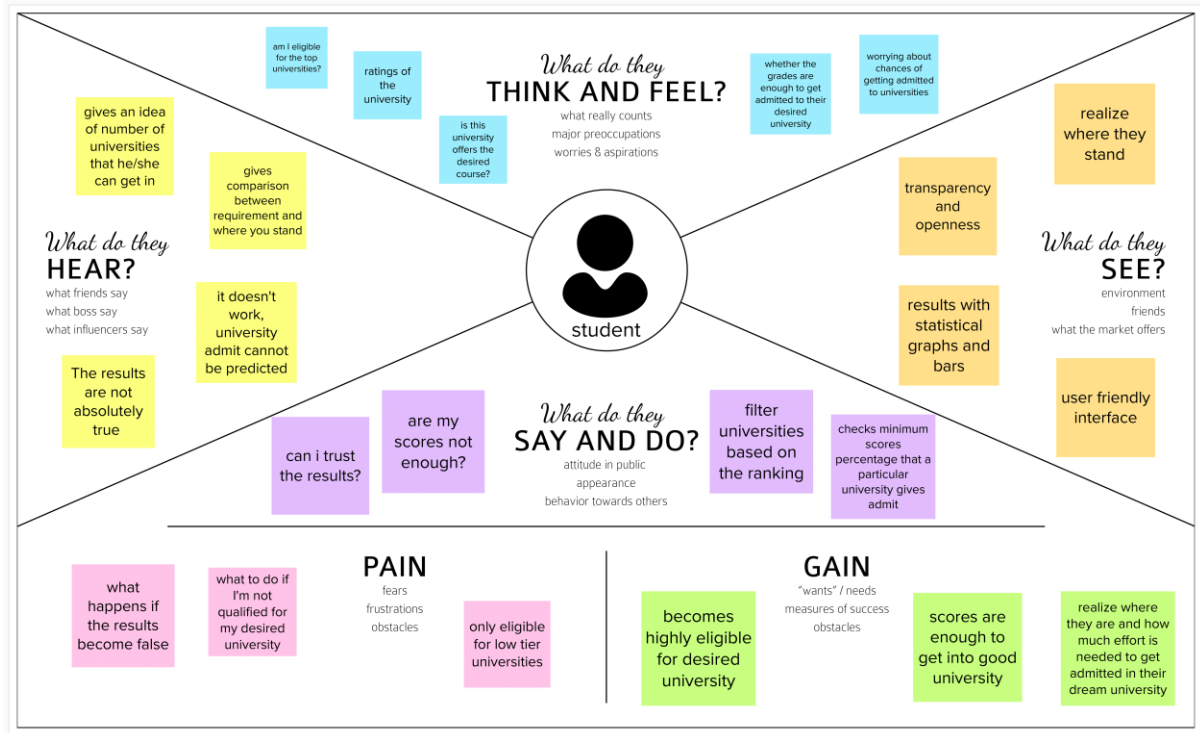 What do they
THINK AND FEEL?
what really counts
major preoccupations
worries & aspirations
am I eligible
for the top
universities?
ratings of
the
university
is this
university
offers the
desired
course?
whether the
grades are
enough to get
admitted to their
desired
university
worrying about
chances of
getting admitted
to universities
What do they
HEAR?
what friends say
what boss say
what influencers say
gives an idea
of number of
universities
that he/she
can get in
gives
comparison
between
requirement and
where you stand
it doesn't
work,
university
admit cannot
be predicted
The results
are not
absolutely
true
student
What do they
SEE?
environment
friends
what the market offers
realize
where they
stand
transparency
and
openness
results with
statistical
graphs and
bars
user friendly
interface
What do they
SAY AND DO?
attitude in public
appearance
behavior towards others
can i trust
the results?
are my
scores not
enough?
filter
universities
based on
the ranking
checks minimum
scores
percentage that a
particular
university gives
admit
PAIN
fears
frustrations
obstacles
what
happens if
the results
become false
what to do if
I'm not
qualified for
my desired
university
only eligible
for low tier
universities
GAIN
"wants" / needs
measures of success
obstacles
becomes
highly eligible
for desired
university
scores are
enough to
get into good
university
realize where
they are and how
much effort is
needed to get
admitted in their
dream university